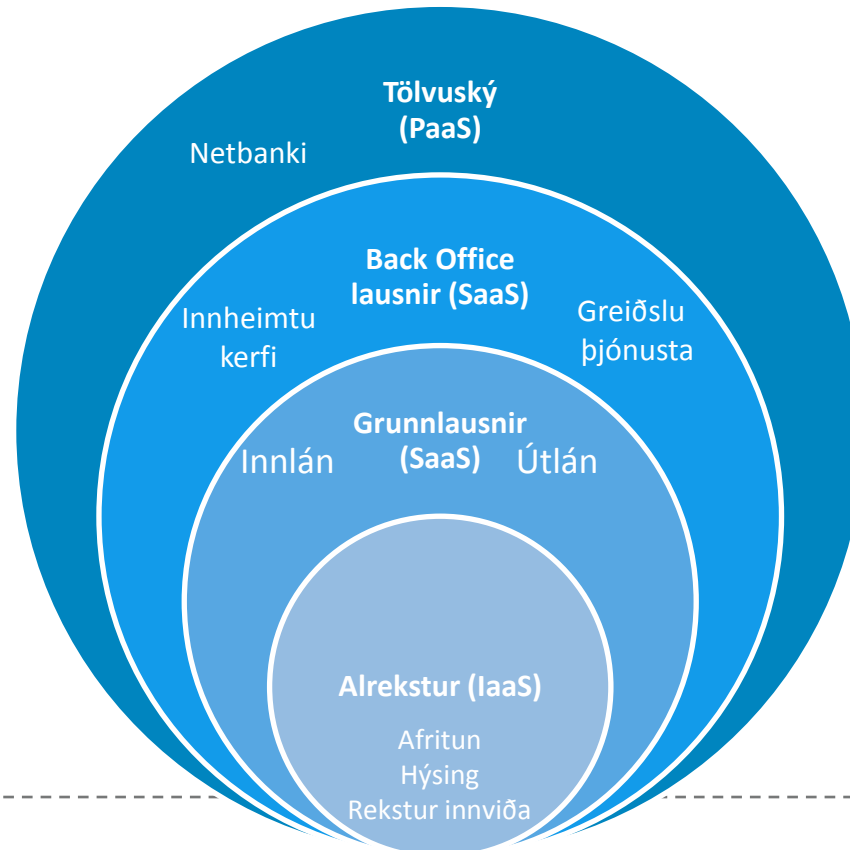 Tölvuský
(PaaS)
Netbanki
Back Office
lausnir (SaaS)
Innheimtu
kerfi
Greiðslu
þjónusta
Grunnlausnir
(SaaS)
Innlán
Útlán
Alrekstur (IaaS)
Afritun
Hýsing
Rekstur innviða